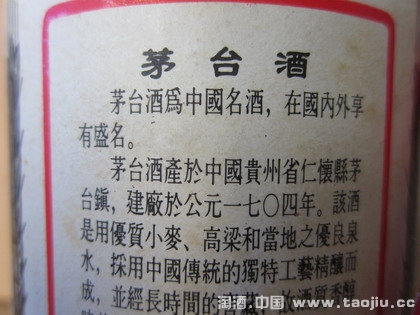 茅台酒
茅台酒爲中國名酒，在國內外享
有盛名。
茅台酒產於中國貴州省仁懷縣茅
台鎮，建廠於公元一七〇四年。該酒
是用優質小麥、高梁和當地之優良泉
水，採用中國傳統的獨特工藝精釀而
成，並經長時間的
淘酒.中国 www.taojiu.cc